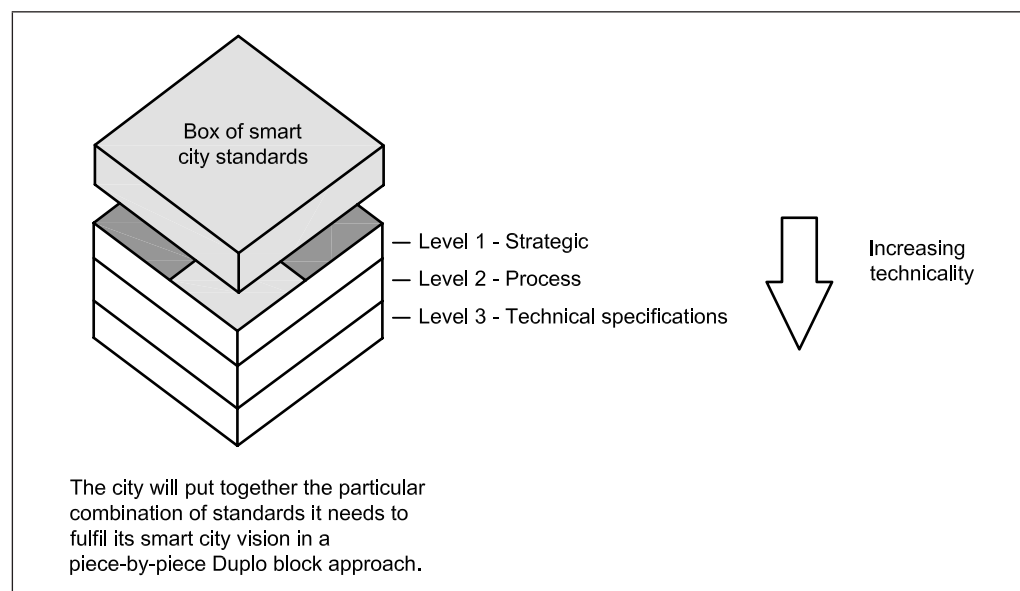 Box of smart
city standards
Level 1 - Strategic
Level 2 - Process
Level 3 - Technical specifications
Increasing
technicality
The city will put together the particular
combination of standards it needs to
fulfil its smart city vision in a
piece-by-piece Duplo block approach.